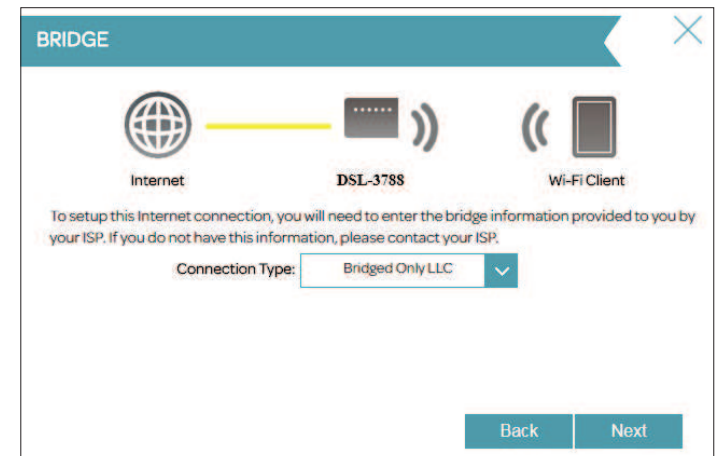 BRIDGE
Internet
DSL-3788
Wi-Fi Client
To setup this Internet connection, you will need to enter the bridge information provided to you by
your ISP. If you do not have this information, please contact your ISP.
Connection Type: Bridged Only LLC
Back Next